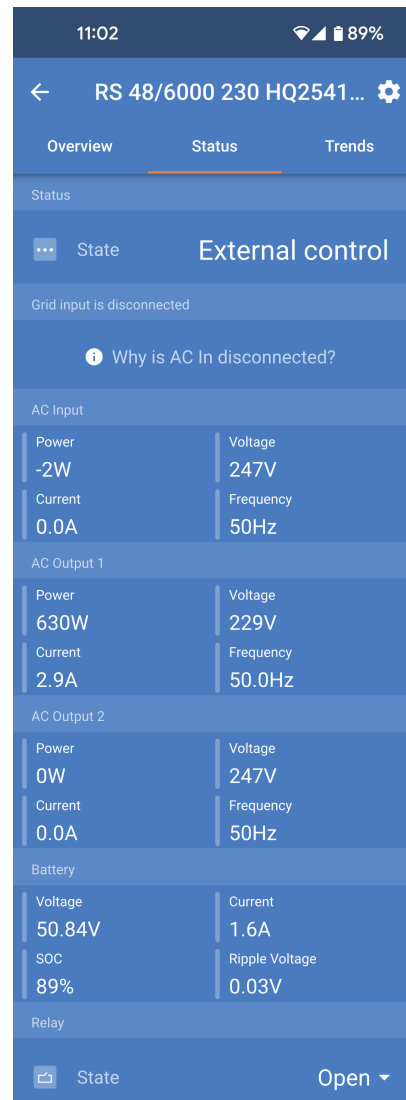 11:02 89%
RS 48/6000 230 HQ2541...
Overview Status Trends
Status
State External control
Grid input is disconnected
Why is AC In disconnected?
AC Input
Power Voltage
-2W 247V
Current Frequency
0.0A 50Hz
AC Output 1
Power Voltage
630W 229V
Current Frequency
2.9A 50.0Hz
AC Output 2
Power Voltage
0W 247V
Current Frequency
0.0A 50Hz
Battery
Voltage Current
50.84V 1.6A
SOC Ripple Voltage
89% 0.03V
Relay
State Open